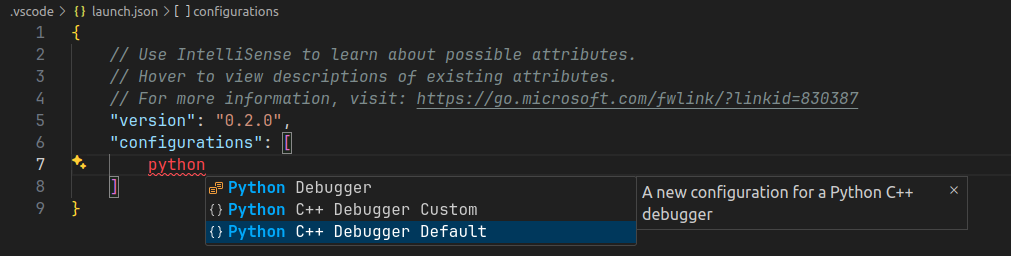 .vscode > {} launch.json > [ ] configurations
1 {
2 // Use IntelliSense to learn about possible attributes.
3 // Hover to view descriptions of existing attributes.
4 // For more information, visit: https://go.microsoft.com/fwlink/?linkid=830387
5 "version": "0.2.0",
6 "configurations": [
7 python
8 ]
9 }
Python Debugger
{} Python C++ Debugger Custom
{} Python C++ Debugger Default
A new configuration for a Python C++
debugger